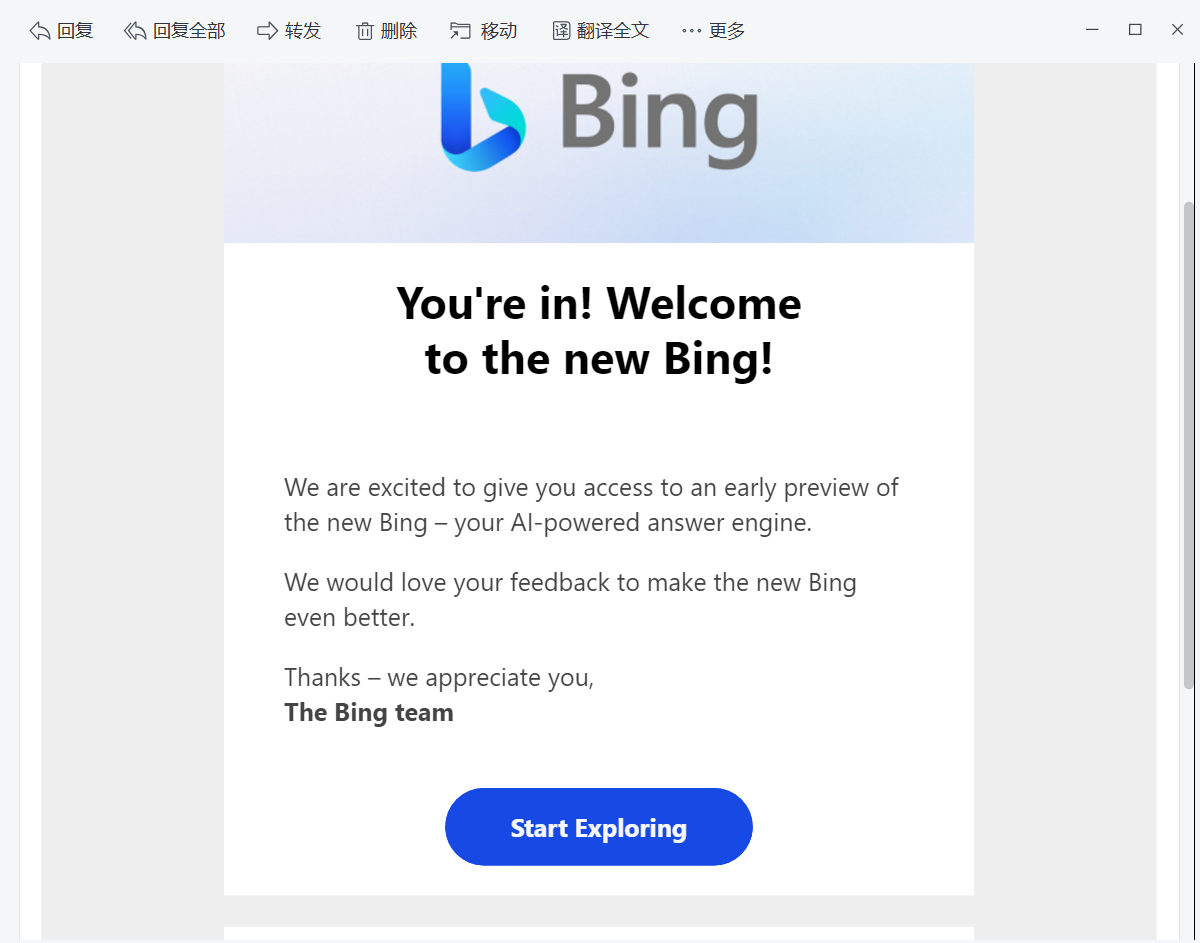 回复 回复全部 转发 删除 移动 译 翻译全文 更多
Bing
You're in! Welcome
to the new Bing!
We are excited to give you access to an early preview of
the new Bing – your AI-powered answer engine.
We would love your feedback to make the new Bing
even better.
Thanks – we appreciate you,
The Bing team
Start Exploring